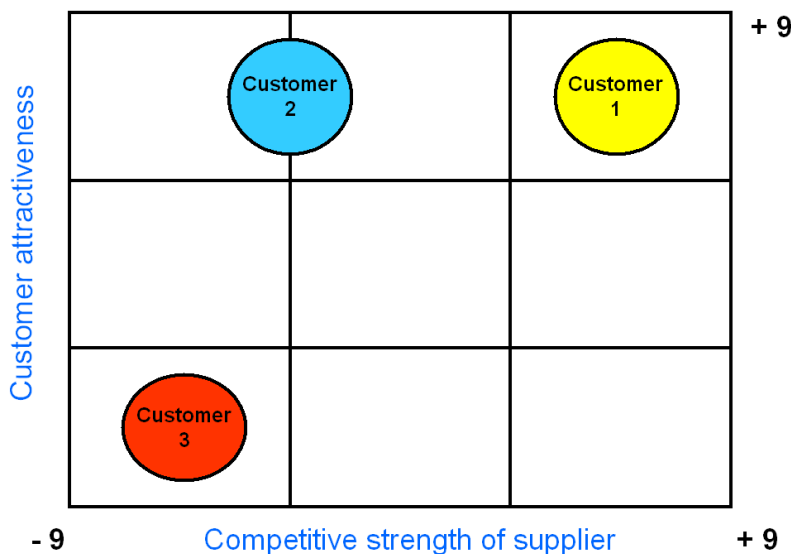 + 9
Customer
2
Customer
1
Customer attractiveness
Customer
3
- 9
Competitive strength of supplier
+ 9